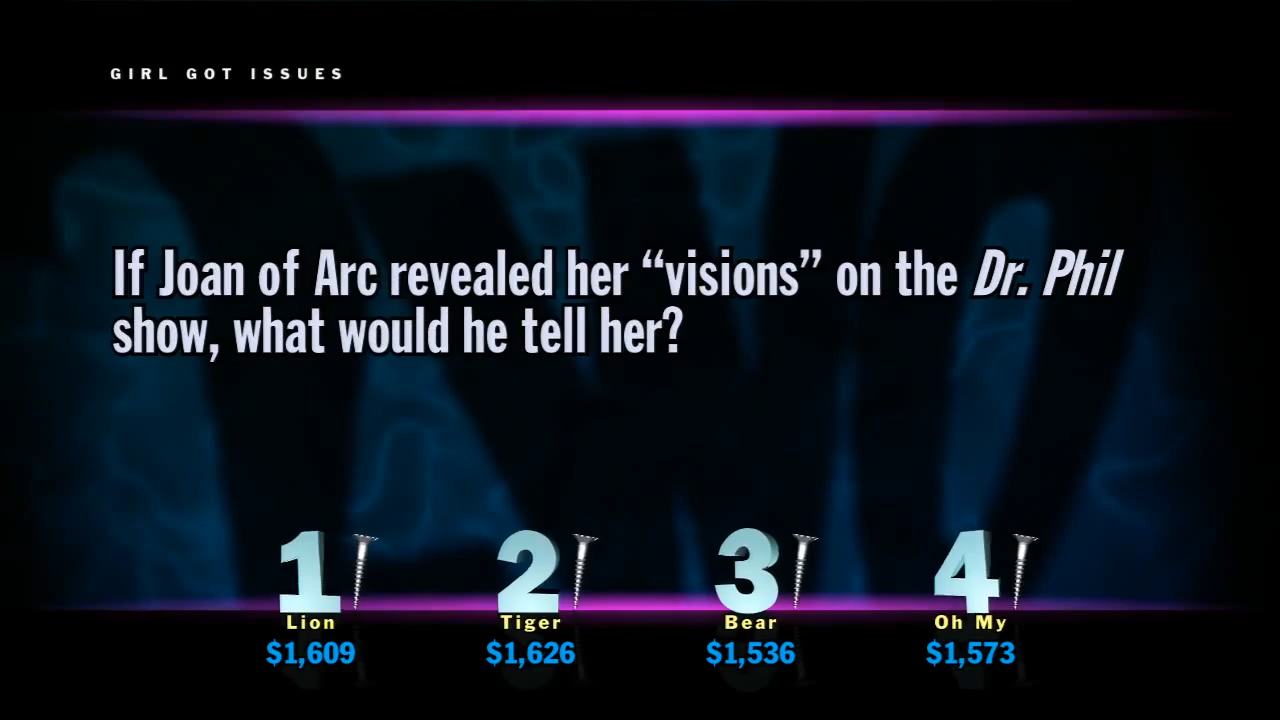 GIRL GOT ISSUES
If Joan of Arc revealed her “visions” on the Dr. Phil
show, what would he tell her?
1 2 3 4
Lion Tiger Bear Oh My
$1,609 $1,626 $1,536 $1,573